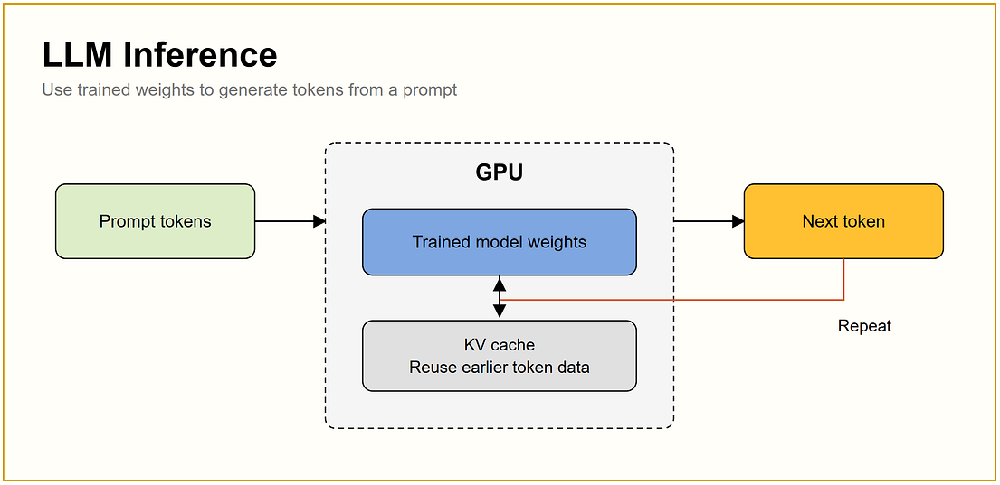 LLM Inference
Use trained weights to generate tokens from a prompt
GPU
Prompt tokens
Trained model weights
Next token
Repeat
KV cache
Reuse earlier token data